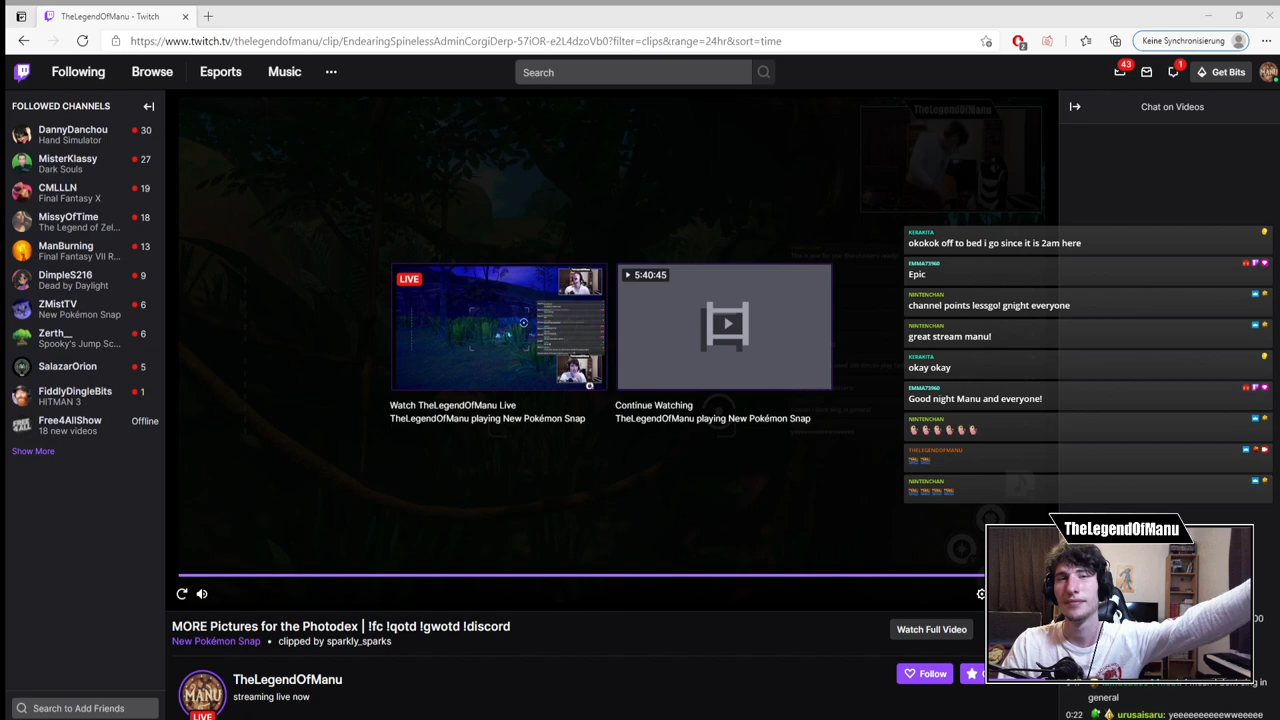 TheLegendOfManu - Twitch
https://www.twitch.tv/thelegendofmanu/clip/EndearingSpinelessAdminCorgiDerp-57iOR-e2L4dzoVb0?filter=clips&range=24hr&sort=time
2
Keine Synchronisierung
Following
Browse
Esports
Music
Search
43
1
Get Bits
MANU
FOLLOWED CHANNELS
DannyDanchou
30
Hand Simulator
MisterKlassy
27
Dark Souls
CMLLLN
19
Final Fantasy X
MissyOfTime
18
The Legend of Zel...
ManBurning
13
Final Fantasy VII R...
DimpleS216
9
Dead by Daylight
ZMistTV
6
New Pokémon Snap
Zerth__
6
Spooky's Jump Sc...
SalazarOrion
5
FiddlyDingleBits
1
HITMAN 3
Free4AllShow
Offline
18 new videos
Show More
Search to Add Friends
TheLegendOfManu
LIVE
5:40:45
Watch TheLegendOfManu Live
TheLegendOfManu playing New Pokémon Snap
Continue Watching
TheLegendOfManu playing New Pokémon Snap
Chat on Videos
KERAKITA
okokok off to bed i go since it is 2am here
EMMA73960
Epic
NINTENCHAN
channel points lessgo! gnight everyone
NINTENCHAN
great stream manu!
KERAKITA
okay okay
EMMA73960
Good night Manu and everyone!
NINTENCHAN
THELEGENDOFMANU
NINTENCHAN
TheLegendOfManu
MORE Pictures for the Photodex | !fc !qotd !gwotd !discord
New Pokémon Snap • clipped by sparkly_sparks
Watch Full Video
MANU
LIVE
TheLegendOfManu
streaming live now
Follow
general
0:22
urusaisaru: yeeeeeeeeewweeeee